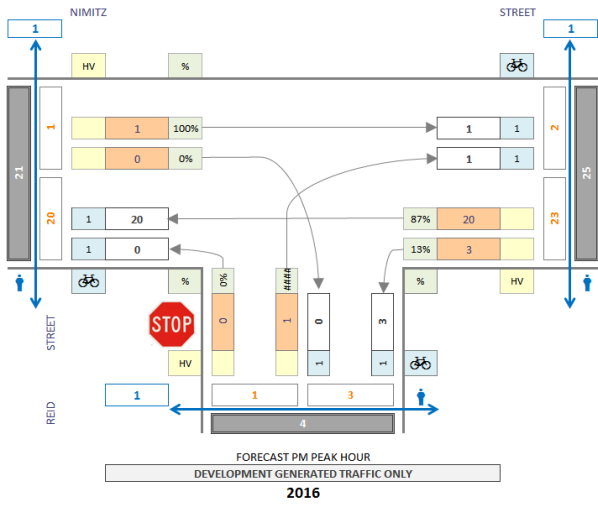 NIMITZ STREET
1 1
HV %
1
1 100% 1 1
2
0 0% 1 1
21
25
20
1 20 87% 20
23
1 0 13% 3
% 0% #### % HV
STOP
0 1 0 3
STREET
HV 1 1
1 1 3
REID
4
FORECAST PM PEAK HOUR
DEVELOPMENT GENERATED TRAFFIC ONLY
2016